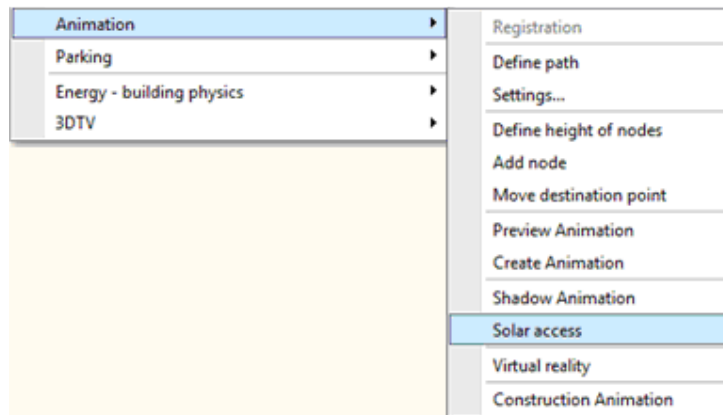 Animation
Parking
Energy - building physics
3DTV
Registration
Define path
Settings...
Define height of nodes
Add node
Move destination point
Preview Animation
Create Animation
Shadow Animation
Solar access
Virtual reality
Construction Animation